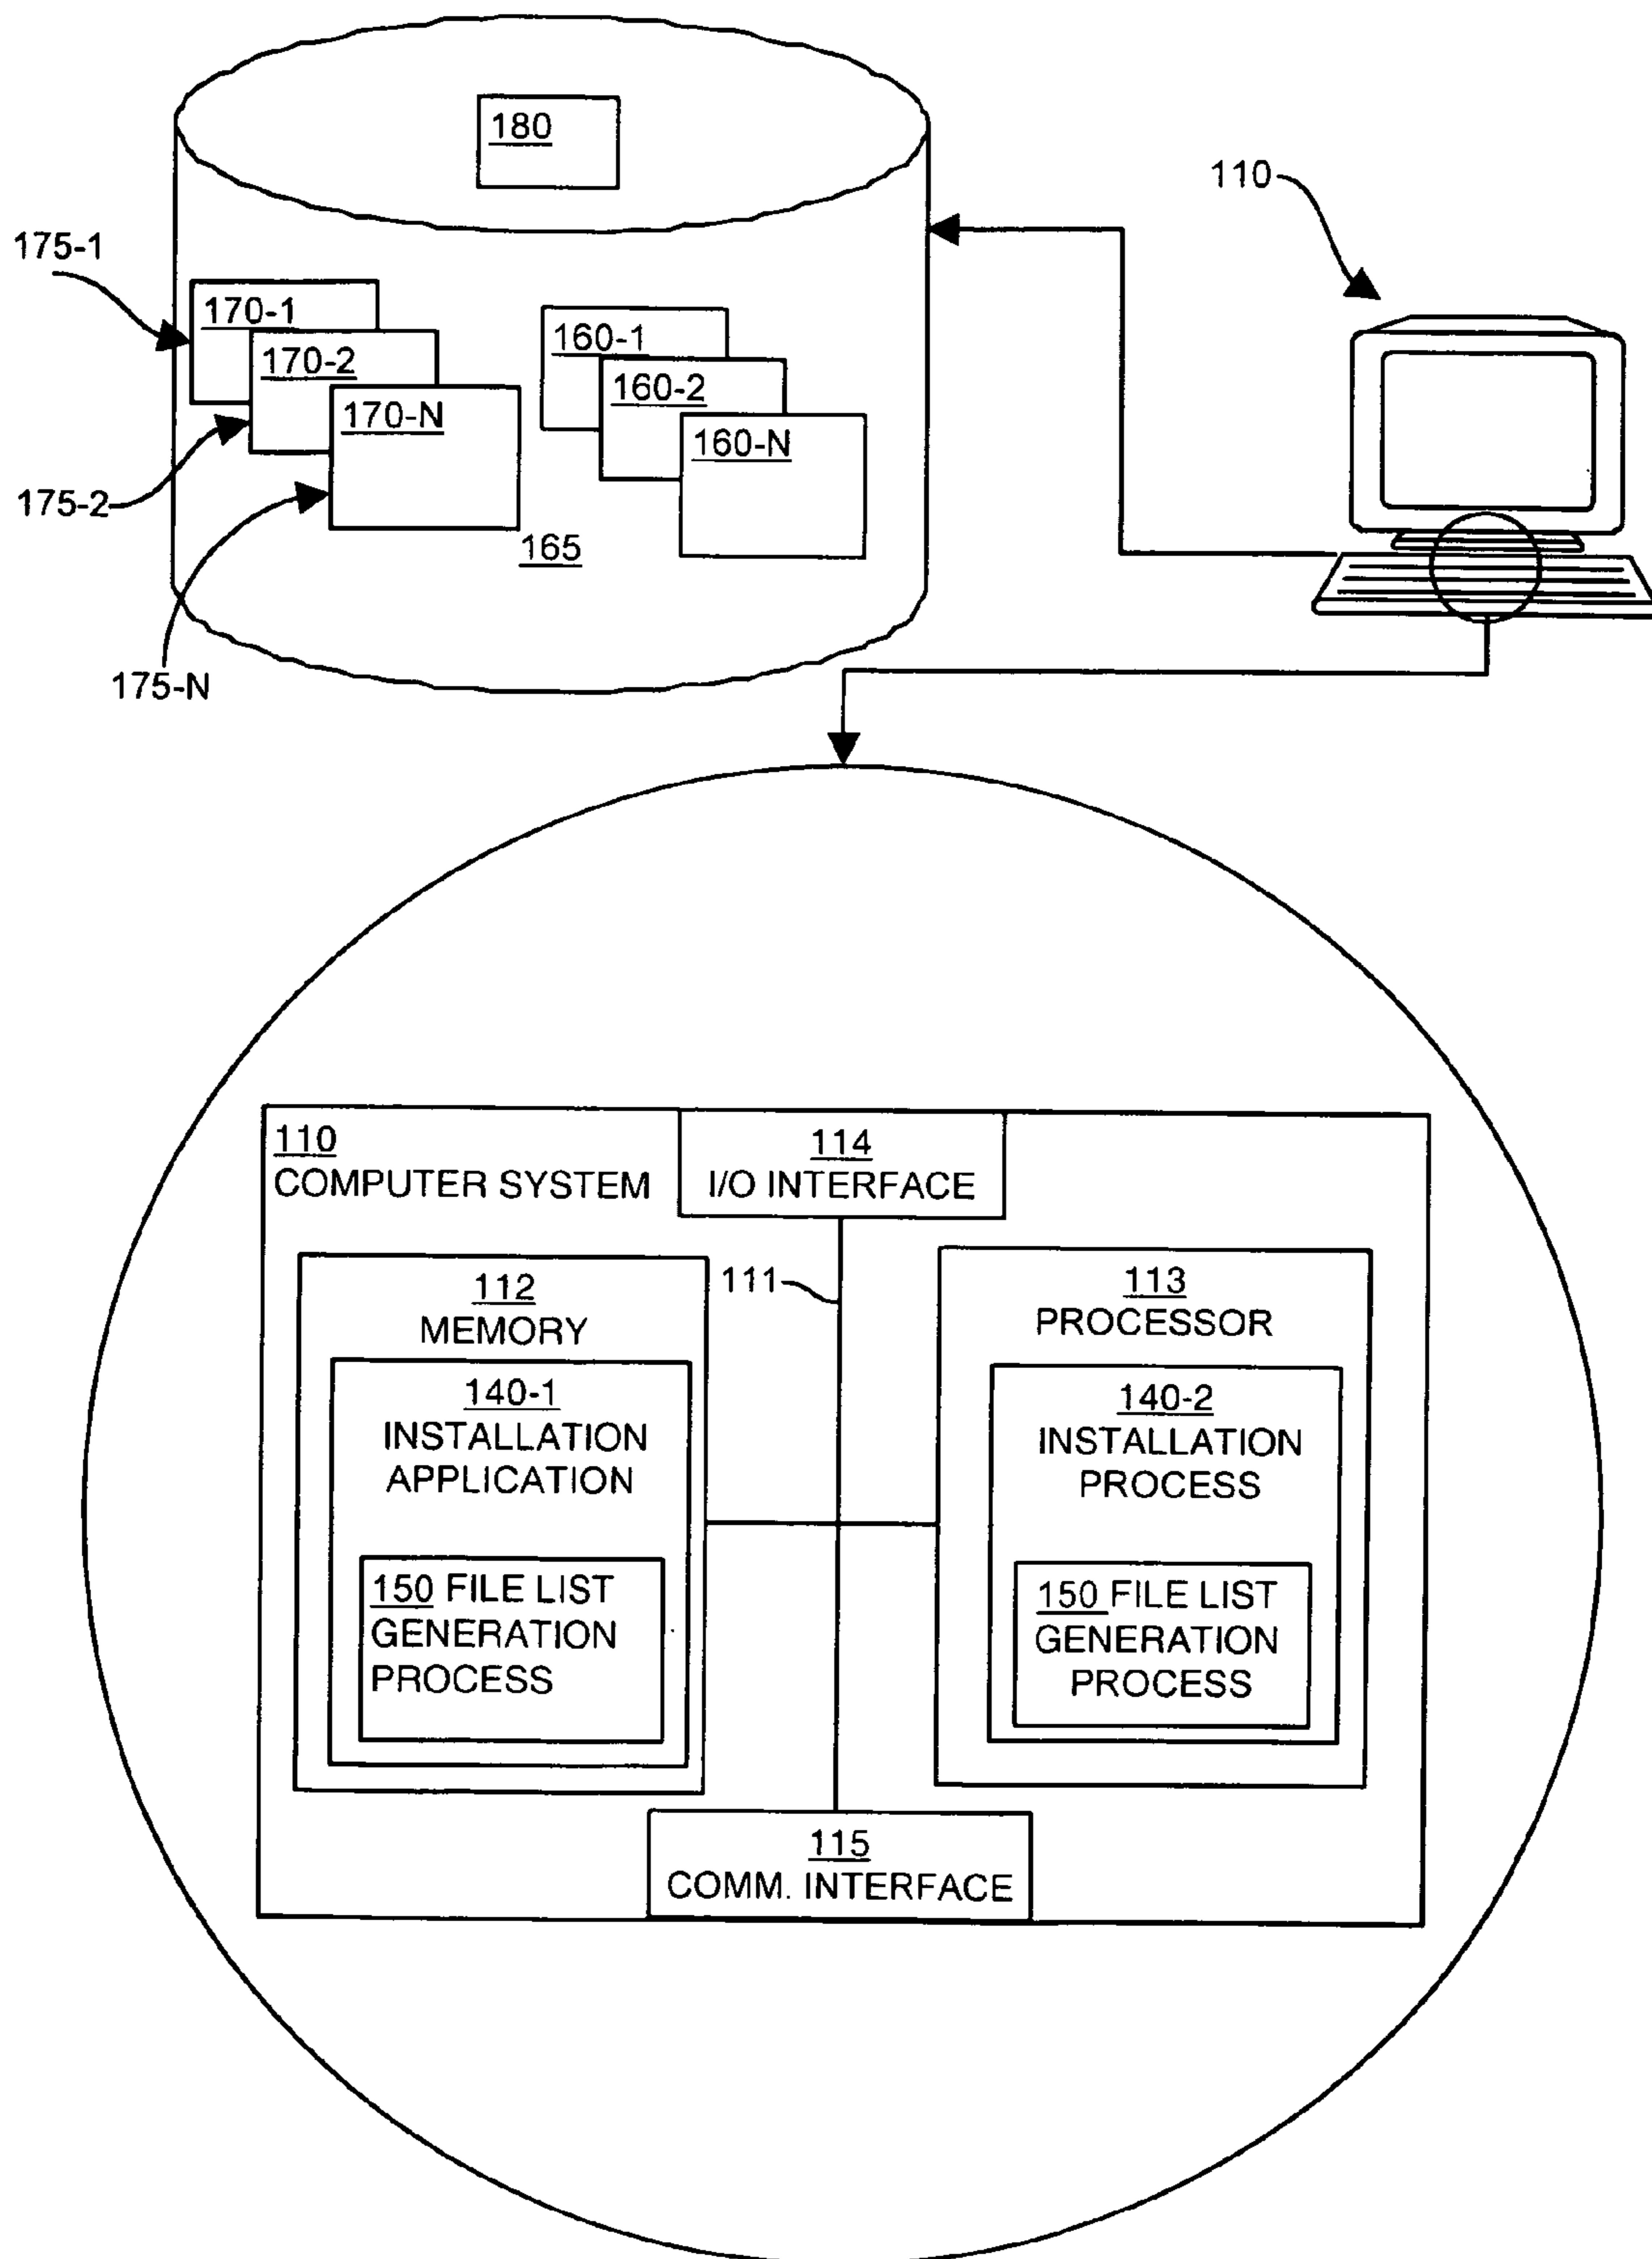 180
110
175-1
170-1
170-2
170-N
160-1
160-2
160-N
175-2
165
175-N
110
COMPUTER SYSTEM
114
I/O INTERFACE
112
MEMORY
111
113
PROCESSOR
140-1
INSTALLATION
APPLICATION
140-2
INSTALLATION
PROCESS
150 FILE LIST
GENERATION
PROCESS
150 FILE LIST
GENERATION
PROCESS
115
COMM. INTERFACE